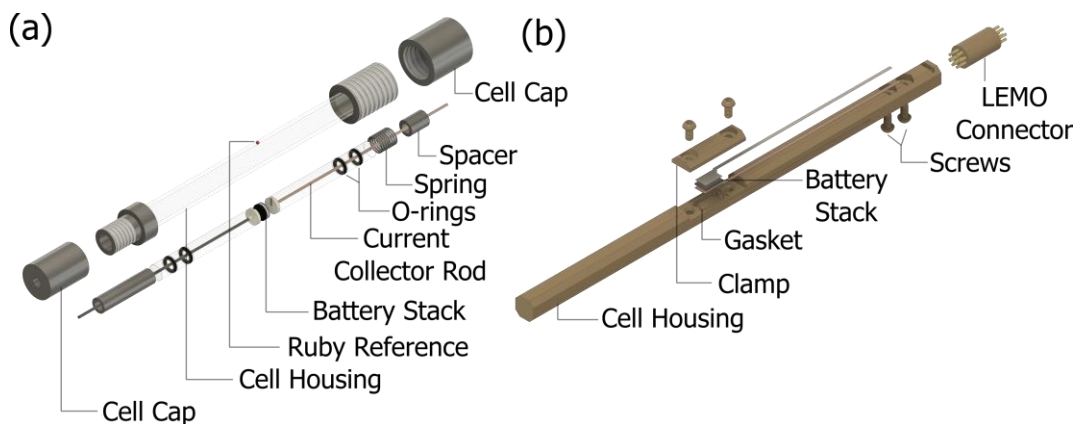 (a)
Cell Cap
Spacer
Spring
O-rings
Current
Collector Rod
Battery Stack
Ruby Reference
Cell Housing
Cell Cap
(b)
LEMO
Connector
Screws
Battery
Stack
Gasket
Clamp
Cell Housing